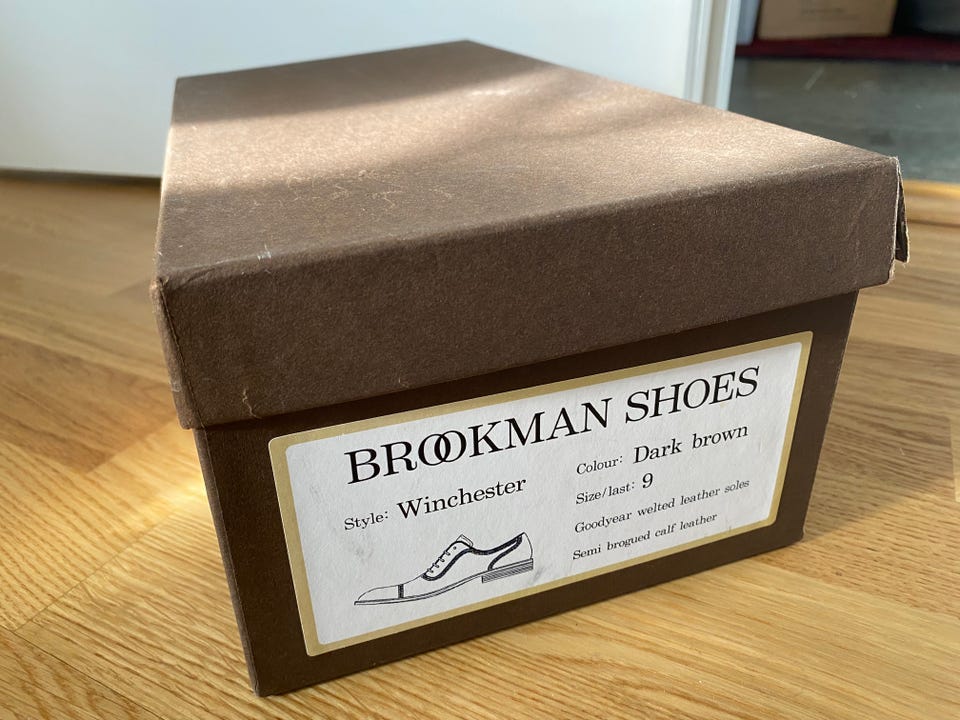 BROOKMAN SHOES
Style: Winchester
Colour: Dark brown
Size/last: 9
Goodyear welted leather soles
Semi brogued calf leather